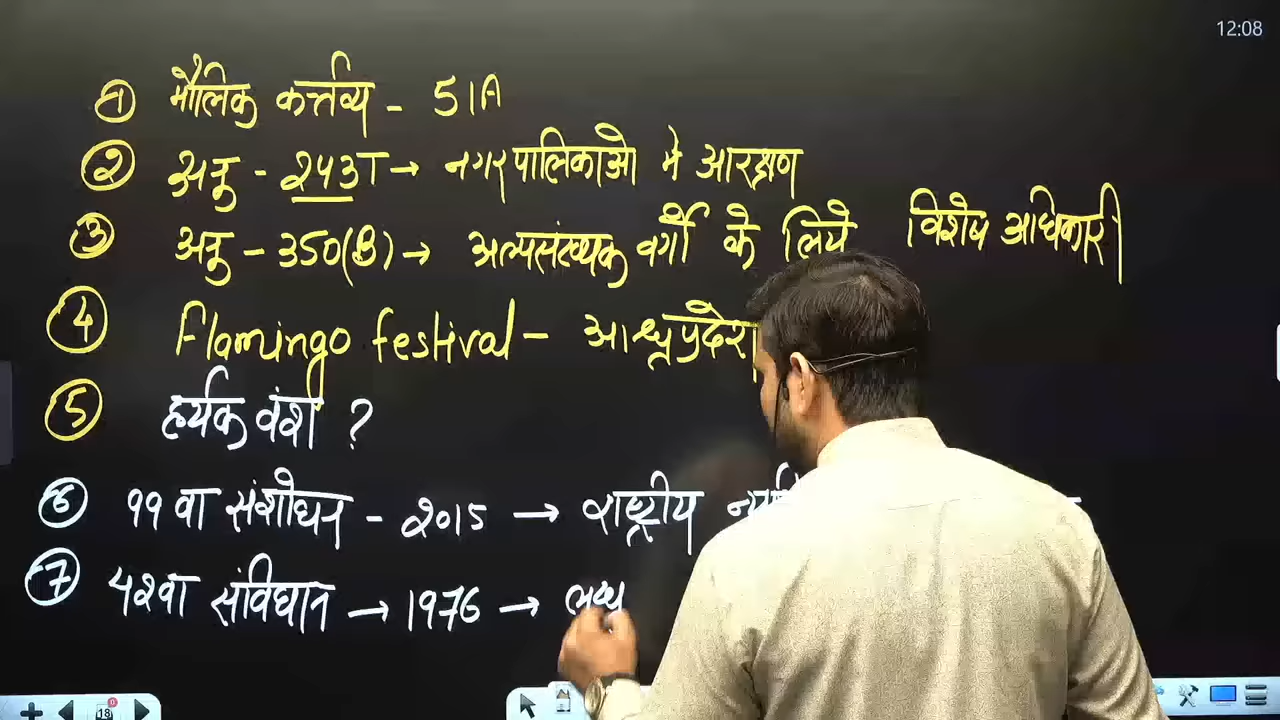 12:08
① मौलिक कर्त्तव्य - 51A
② अनु - 243T → नगरपालिकाओ मे आरक्षण
③ अनु - 350(B) → अल्पसंख्यक वर्गो के लिये विशेष अधिकारी
④ Flamingo festival - आन्ध्रप्रदेश
⑤ हर्यक वंश ?
⑥ 99 वा संशोधन - 2015 → राष्ट्रीय
⑦ 42वा संविधान → 1976 →
18